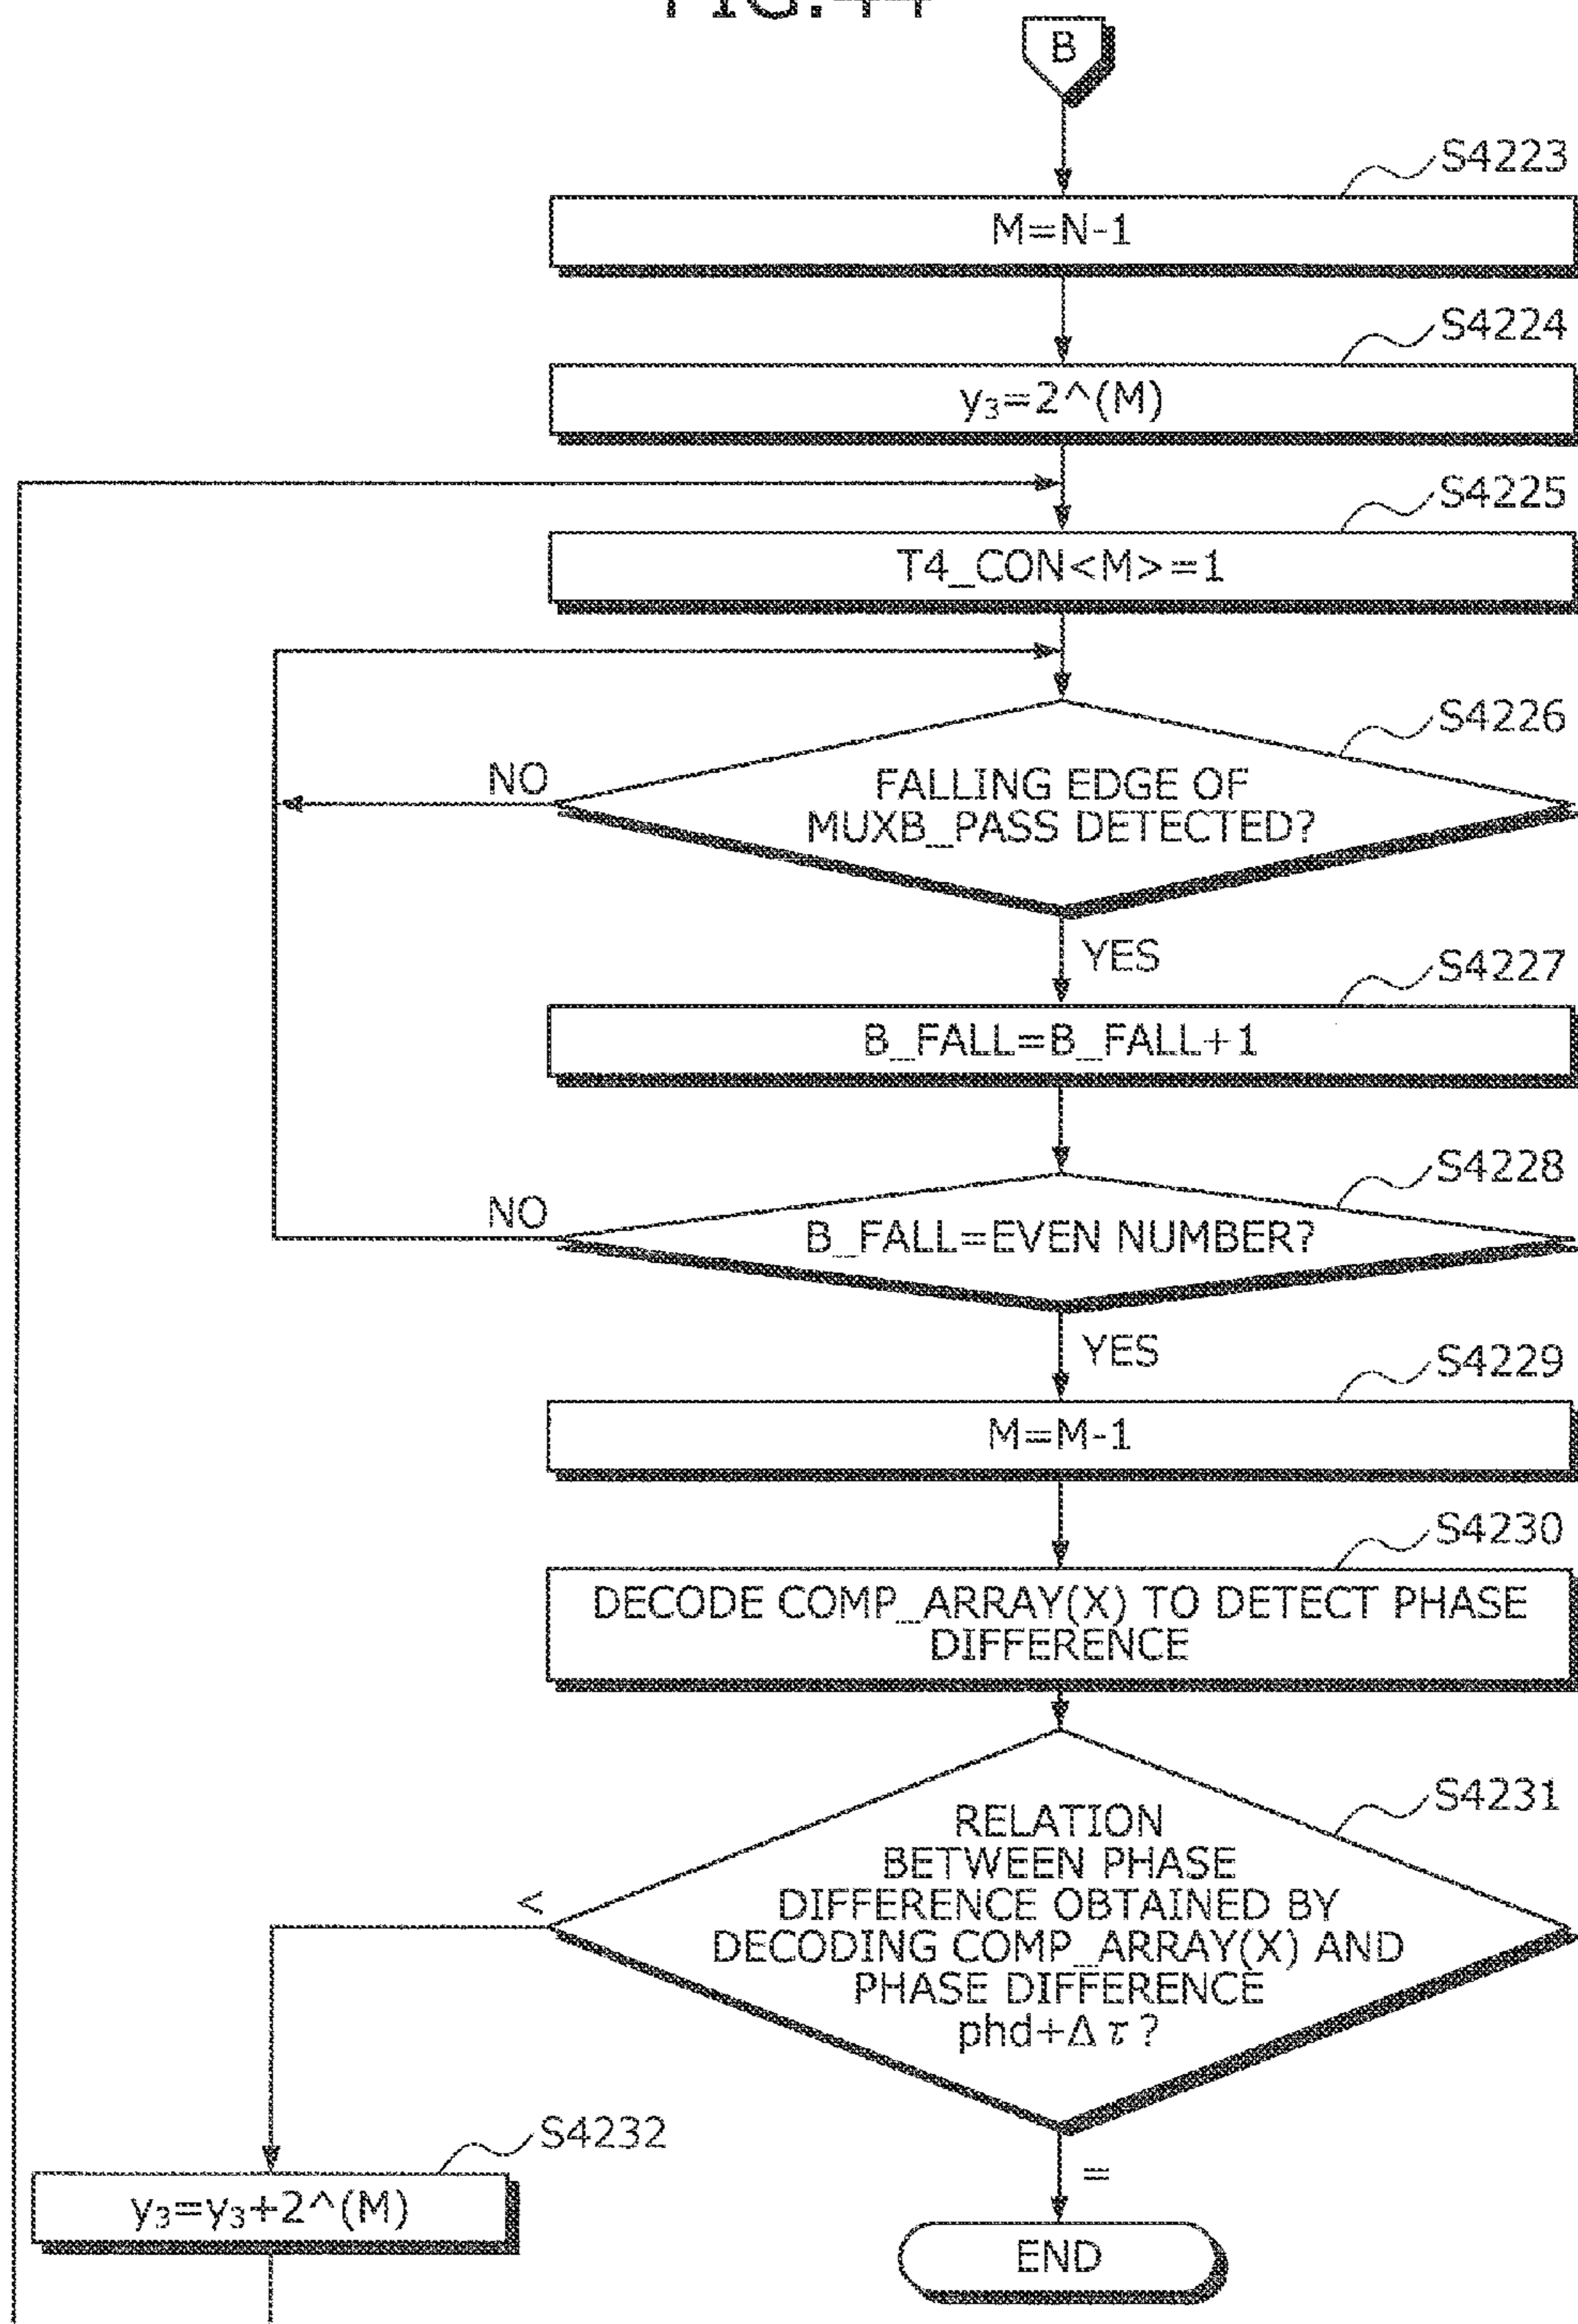 FIG.44
B
S4223
M=N-1
S4224
y₃=2^(M)
S4225
T4_CON<M>=1
S4226
NO
FALLING EDGE OF
MUXB_PASS DETECTED?
YES
S4227
B_FALL=B_FALL+1
S4228
NO
B_FALL=EVEN NUMBER?
YES
S4229
M=M-1
S4230
DECODE COMP_ARRAY(X) TO DETECT PHASE
DIFFERENCE
S4231
RELATION
BETWEEN PHASE
<
DIFFERENCE OBTAINED BY
DECODING COMP_ARRAY(X) AND
PHASE DIFFERENCE
phd+Δτ?
S4232
=
y₃=y₃+2^(M)
END